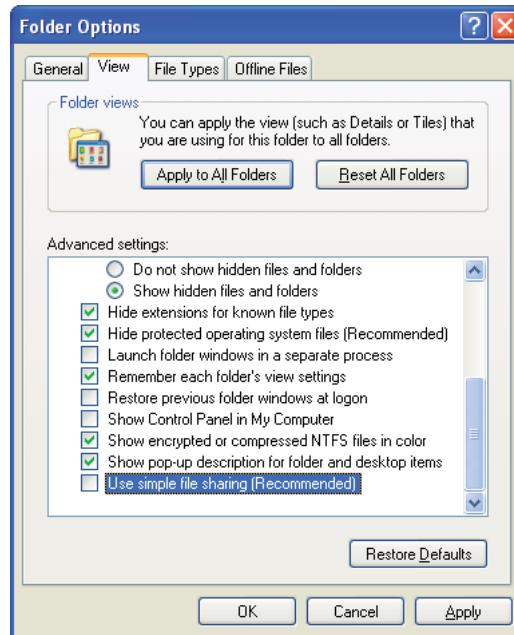 Folder Options
General View File Types Offline Files
Folder views
You can apply the view (such as Details or Tiles) that
you are using for this folder to all folders.
Apply to All Folders Reset All Folders
Advanced settings:
Do not show hidden files and folders
Show hidden files and folders
Hide extensions for known file types
Hide protected operating system files (Recommended)
Launch folder windows in a separate process
Remember each folder's view settings
Restore previous folder windows at logon
Show Control Panel in My Computer
Show encrypted or compressed NTFS files in color
Show pop-up description for folder and desktop items
Use simple file sharing (Recommended)
Restore Defaults
OK Cancel Apply